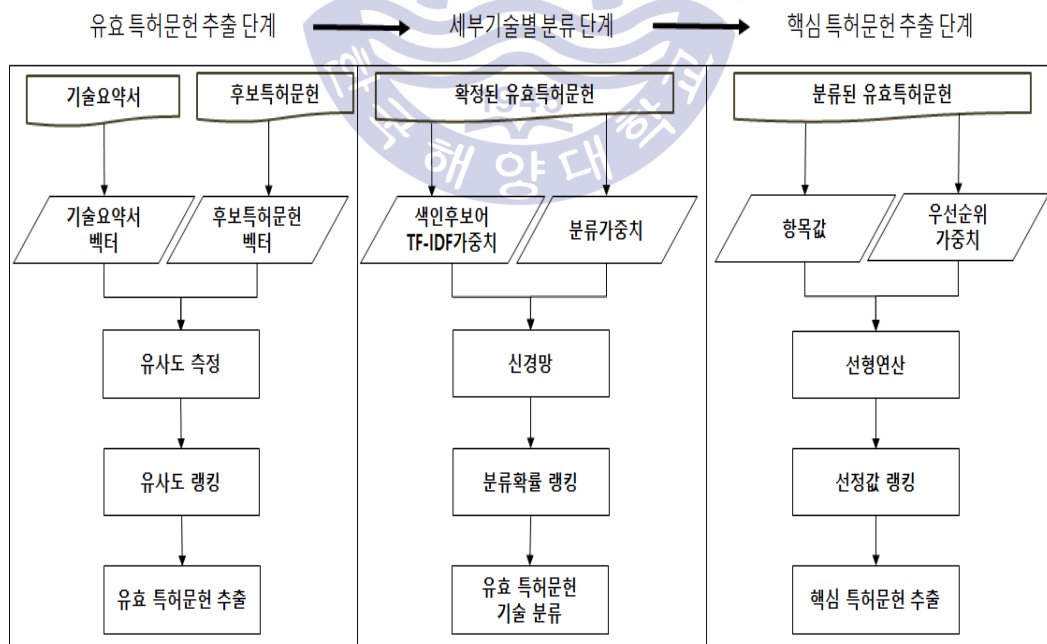 유효 특허문헌 추출 단계
세부기술별 분류 단계
핵심 특허문헌 추출 단계
기술요약서
후보특허문헌
기술요약서
벡터
후보특허문헌
벡터
유사도 측정
유사도 랭킹
유효 특허문헌 추출
확정된 유효특허문헌
색인후보어
TF-IDF가중치
분류가중치
신경망
분류확률 랭킹
유효 특허문헌
기술 분류
분류된 유효특허문헌
항목값
우선순위
가중치
선형연산
선정값 랭킹
핵심 특허문헌 추출
1945
해양대학교